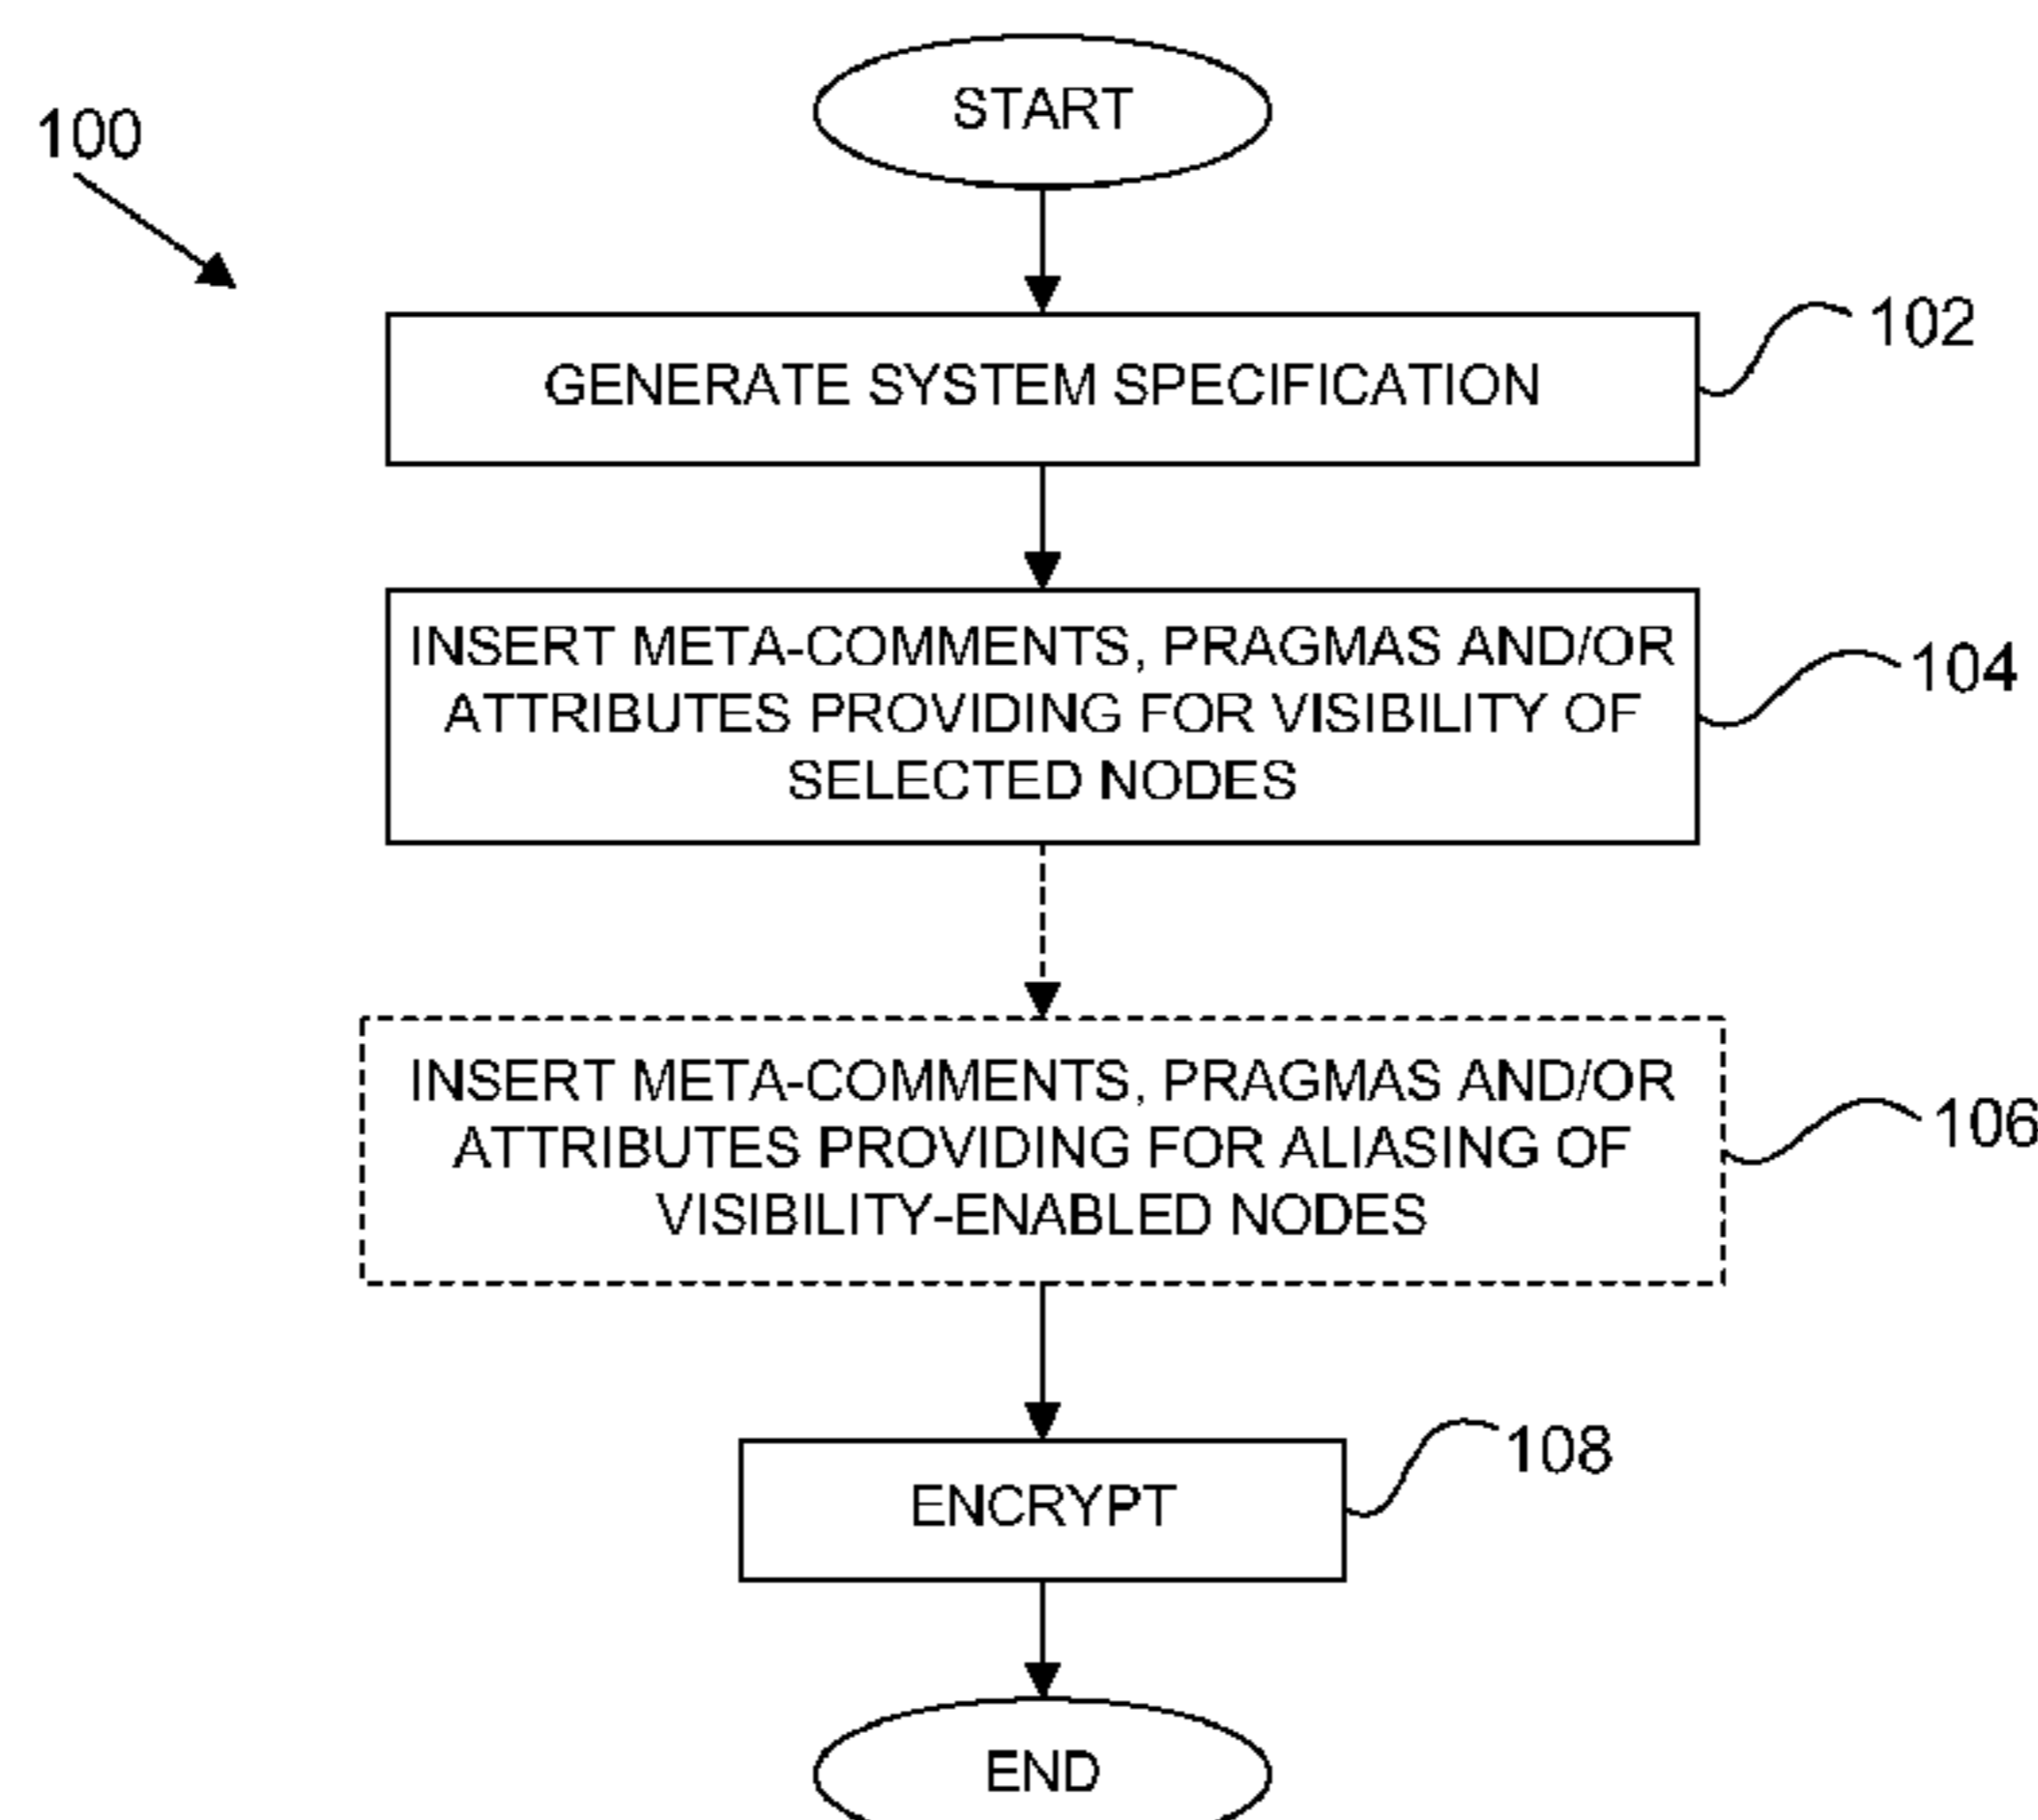 START
100
102
GENERATE SYSTEM SPECIFICATION
INSERT META-COMMENTS, PRAGMAS AND/OR
ATTRIBUTES PROVIDING FOR VISIBILITY OF
SELECTED NODES
104
INSERT META-COMMENTS, PRAGMAS AND/OR
ATTRIBUTES PROVIDING FOR ALIASING OF
VISIBILITY-ENABLED NODES
106
108
ENCRYPT
END